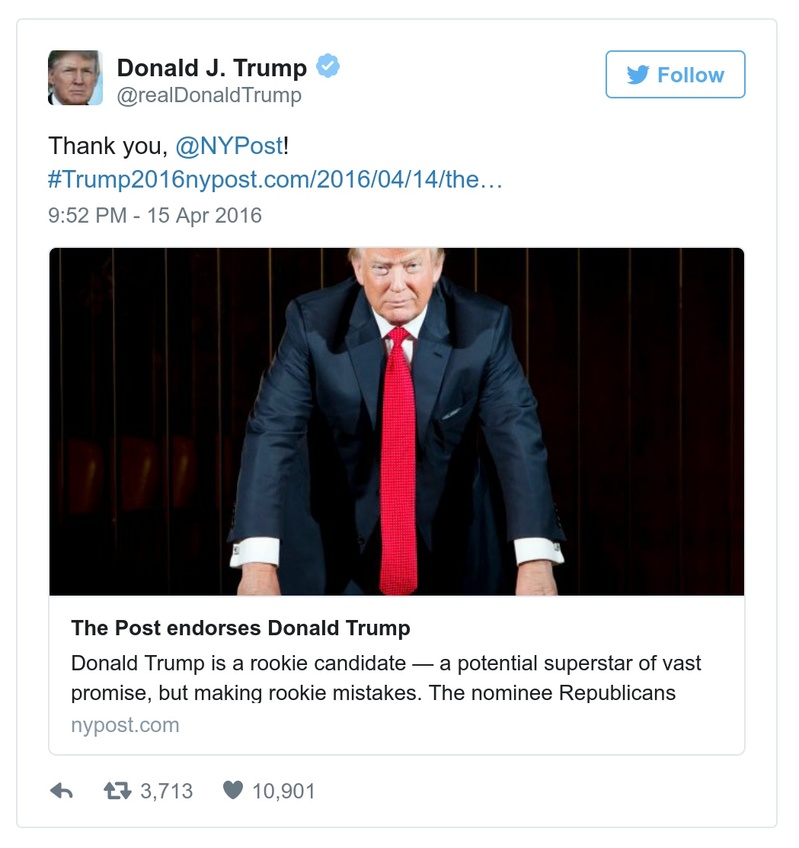 Donald J. Trump
@realDonaldTrump
Follow
Thank you, @NYPost!
#Trump2016nypost.com/2016/04/14/the…
9:52 PM - 15 Apr 2016
The Post endorses Donald Trump
Donald Trump is a rookie candidate — a potential superstar of vast
promise, but making rookie mistakes. The nominee Republicans
nypost.com
3,713
10,901